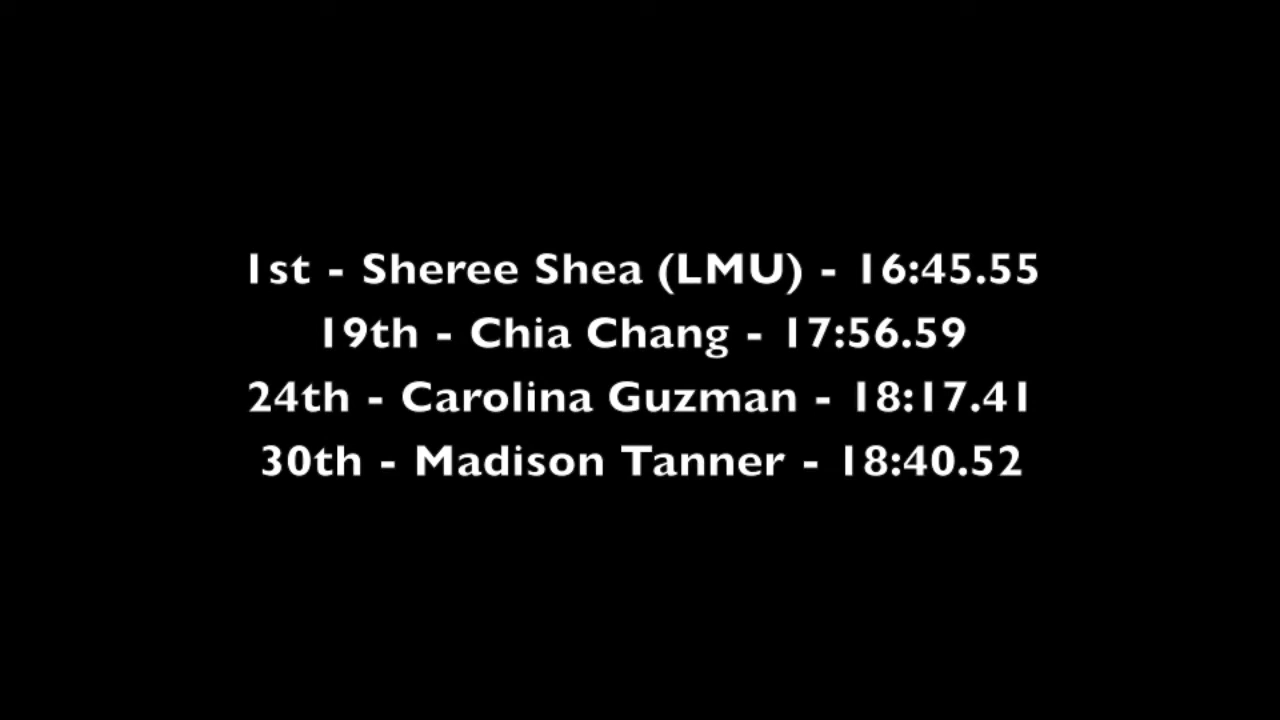 1st - Sheree Shea (LMU) - 16:45.55
19th - Chia Chang - 17:56.59
24th - Carolina Guzman - 18:17.41
30th - Madison Tanner - 18:40.52